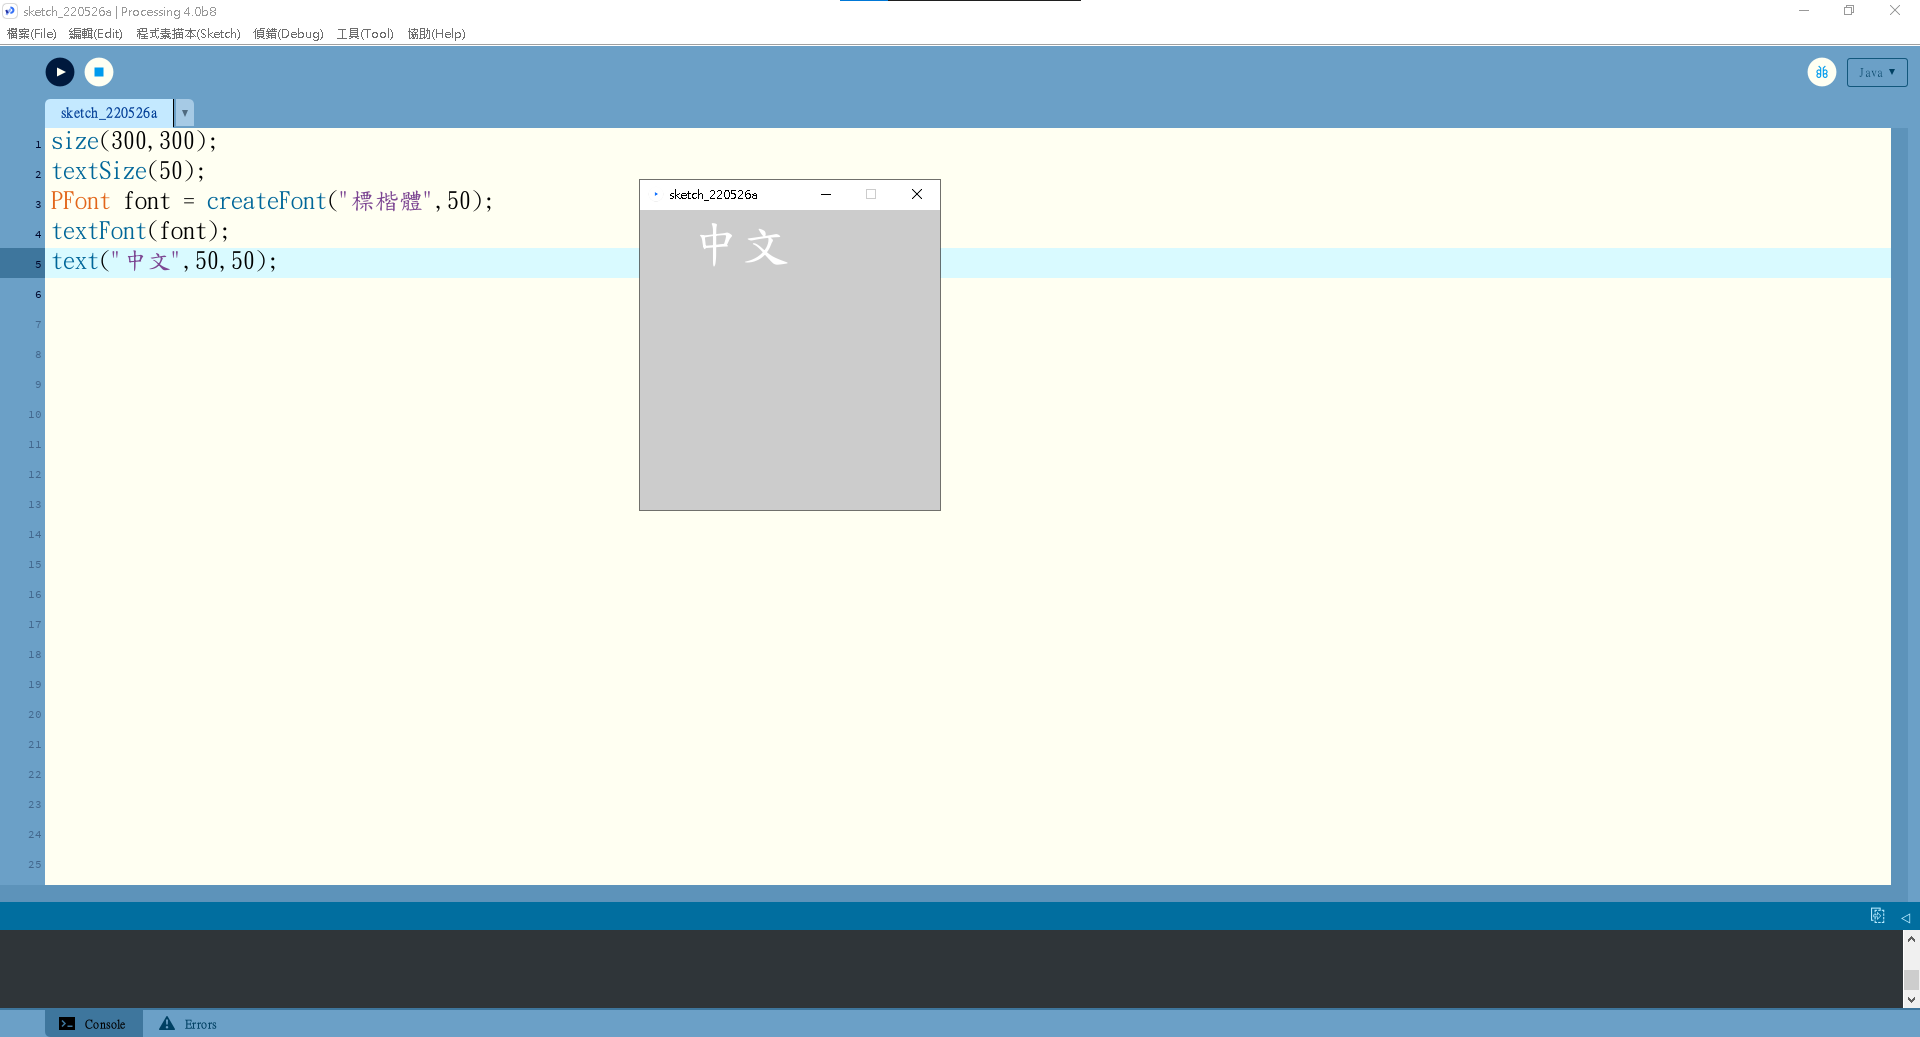 sketch_220526a | Processing 4.0b8
檔案(File) 編輯(Edit) 程式素描本(Sketch) 偵錯(Debug) 工具(Tool) 協助(Help)
Java ▼
sketch_220526a ▼
1 size(300,300);
2 textSize(50);
3 PFont font = createFont("標楷體",50);
4 textFont(font);
5 text("中文",50,50);
6
7
8
9
10
11
12
13
14
15
16
17
18
19
20
21
22
23
24
25
sketch_220526a
中文
Console Errors